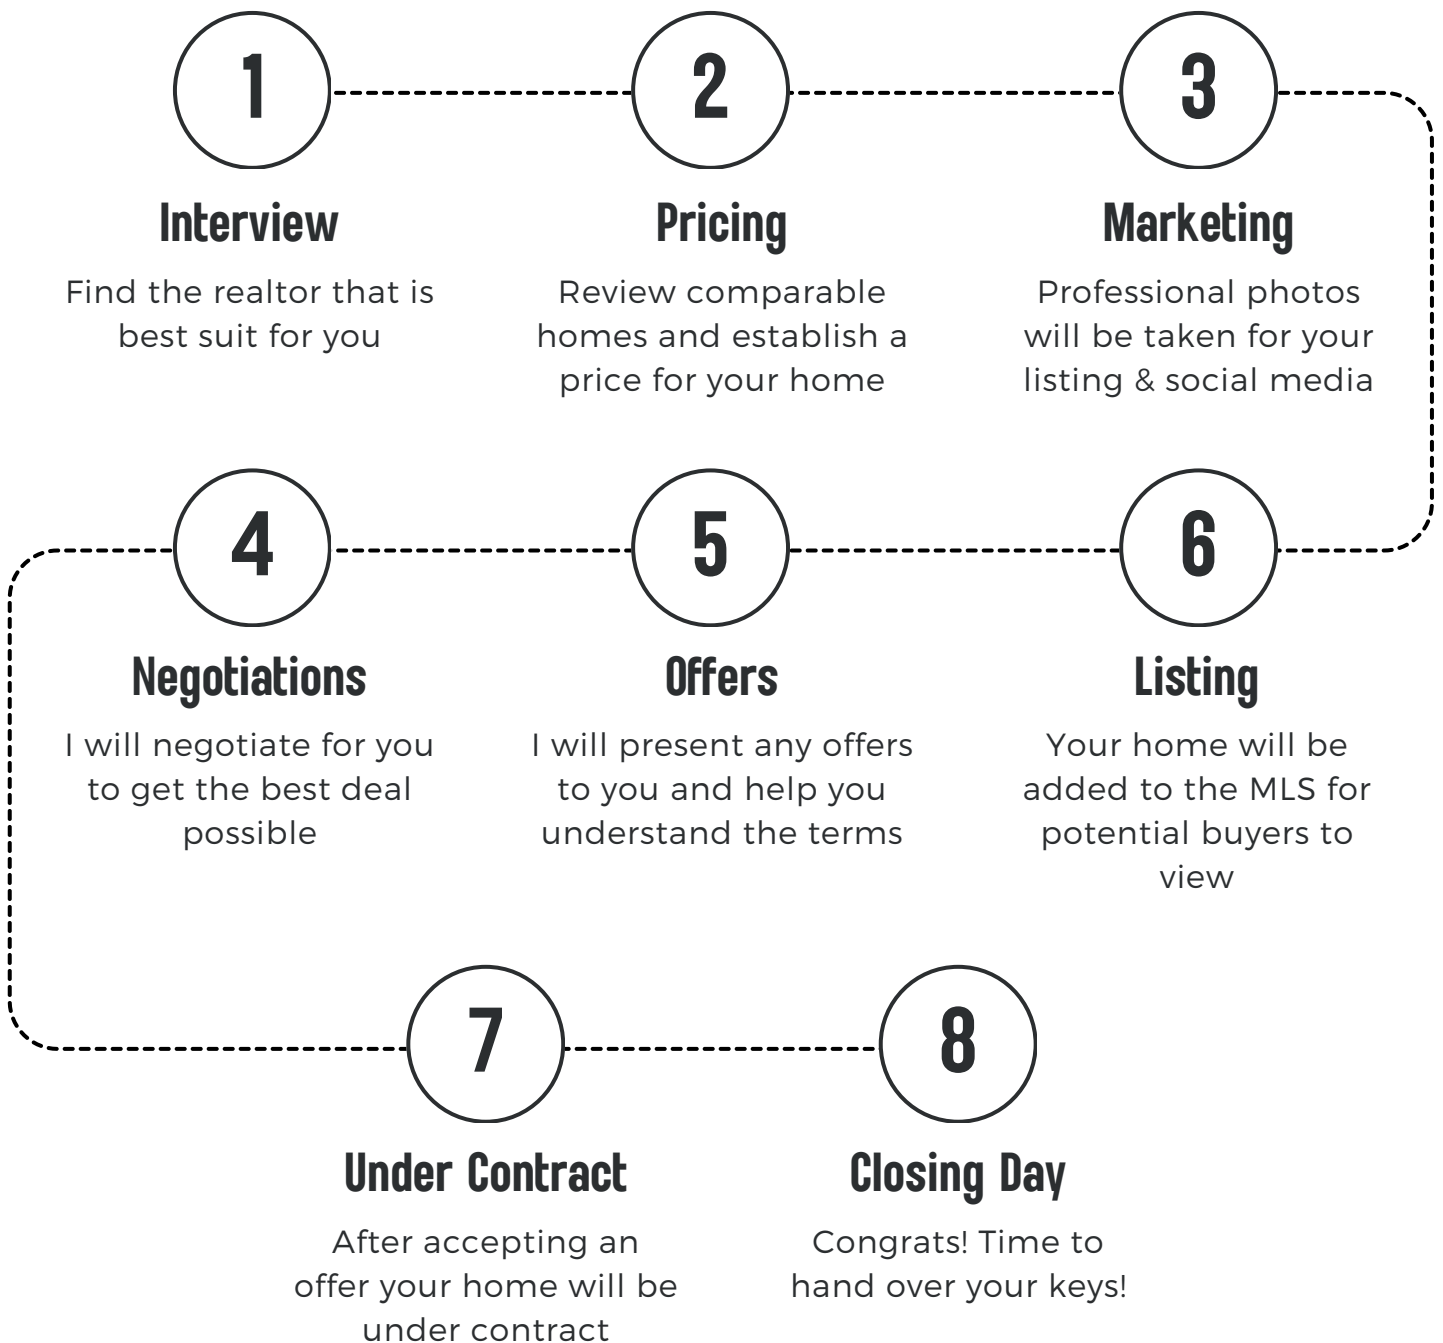 1
Interview
Find the realtor that is
best suit for you
2
Pricing
Review comparable
homes and establish a
price for your home
3
Marketing
Professional photos
will be taken for your
listing & social media
4
Negotiations
I will negotiate for you
to get the best deal
possible
5
Offers
I will present any offers
to you and help you
understand the terms
6
Listing
Your home will be
added to the MLS for
potential buyers to
view
7
Under Contract
After accepting an
offer your home will be
under contract
8
Closing Day
Congrats! Time to
hand over your keys!